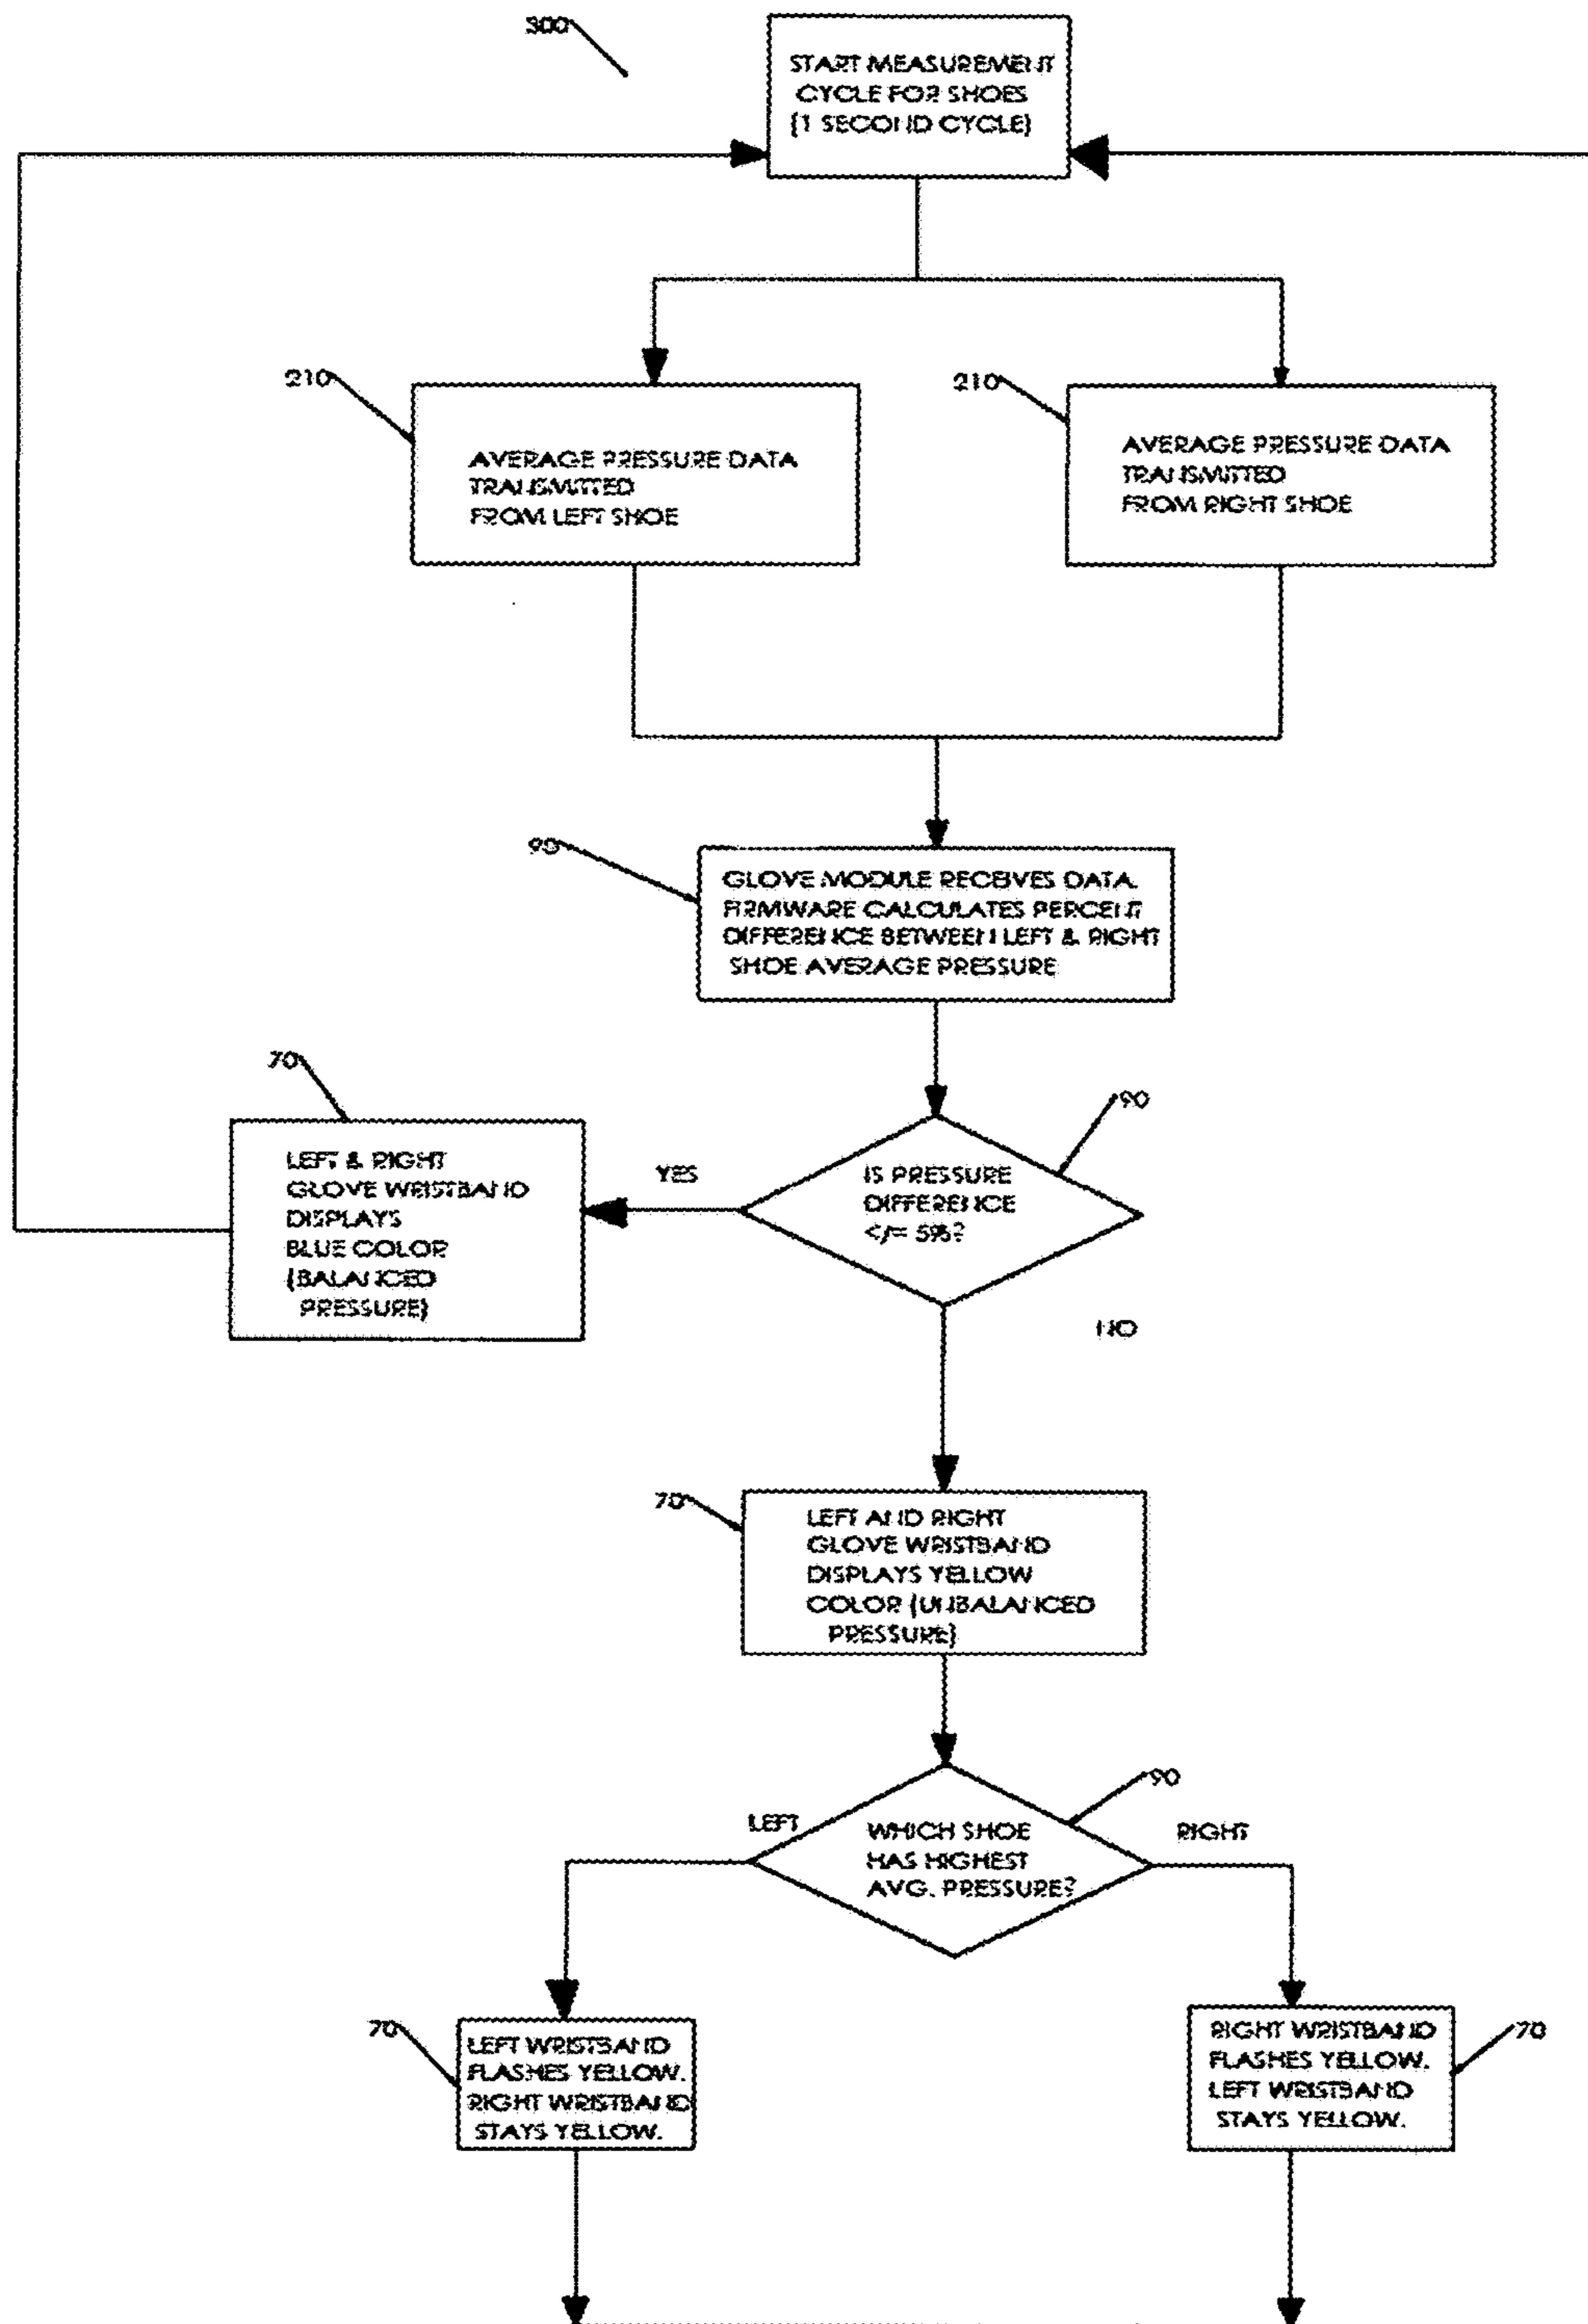 300
START MEASUREMENT
CYCLE FOR SHOES
(1 SECOND CYCLE)
210
AVERAGE PRESSURE DATA
TRANSMITTED
FROM LEFT SHOE
210
AVERAGE PRESSURE DATA
TRANSMITTED
FROM RIGHT SHOE
90
GLOVE MODULE RECEIVES DATA.
FIRMWARE CALCULATES PERCENT
DIFFERENCE BETWEEN LEFT & RIGHT
SHOE AVERAGE PRESSURE
70
LEFT & RIGHT
GLOVE WRISTBAND
DISPLAYS
BLUE COLOR
(BALANCED
PRESSURE)
YES
90
IS PRESSURE
DIFFERENCE
</= 5%?
NO
70
LEFT AND RIGHT
GLOVE WRISTBAND
DISPLAYS YELLOW
COLOR (UNBALANCED
PRESSURE)
90
LEFT
WHICH SHOE
HAS HIGHEST
AVG. PRESSURE?
RIGHT
70
LEFT WRISTBAND
FLASHES YELLOW.
RIGHT WRISTBAND
STAYS YELLOW.
70
RIGHT WRISTBAND
FLASHES YELLOW.
LEFT WRISTBAND
STAYS YELLOW.